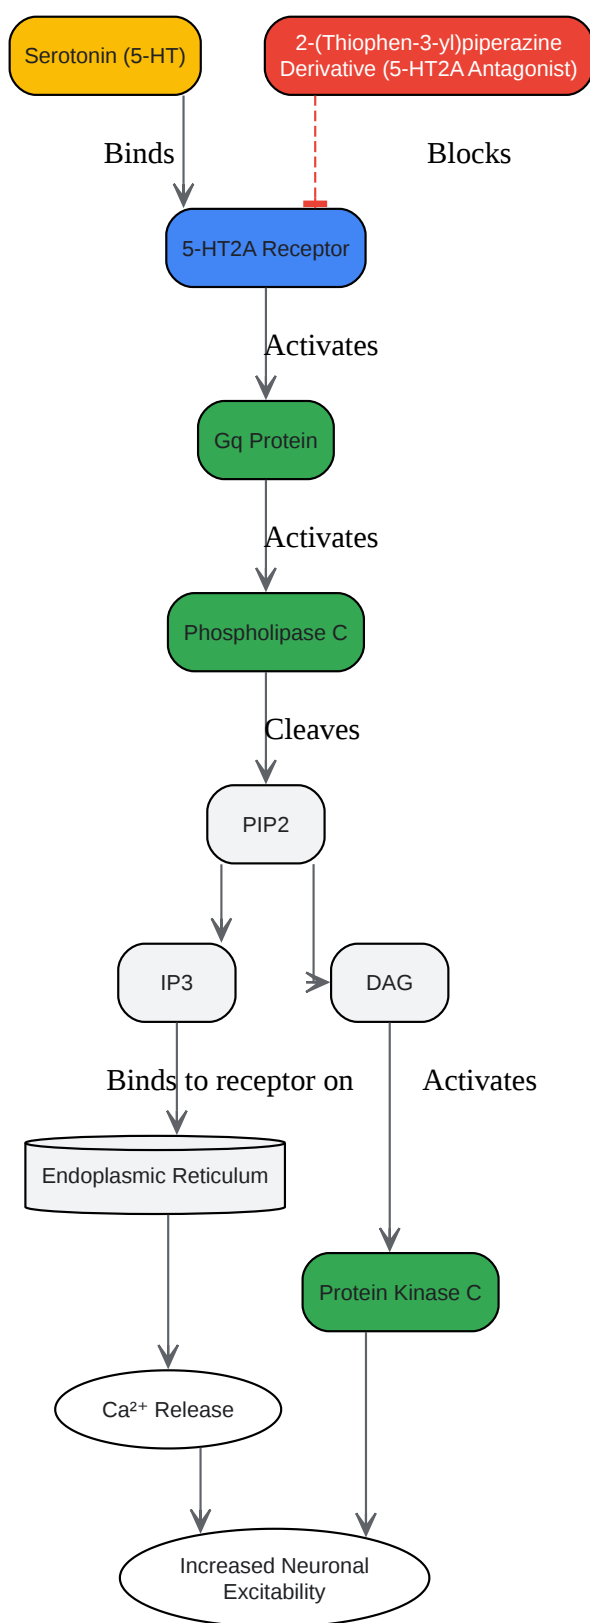 Serotonin (5-HT)
2-(Thiophen-3-yl)piperazine
Derivative (5-HT2A Antagonist)
Binds
Blocks
5-HT2A Receptor
Activates
Gq Protein
Activates
Phospholipase C
Cleaves
PIP2
IP3
DAG
Binds to receptor on
Activates
Endoplasmic Reticulum
Protein Kinase C
Ca²⁺ Release
Increased Neuronal
Excitability